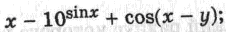 x − 10^sinx + cos(x − y);